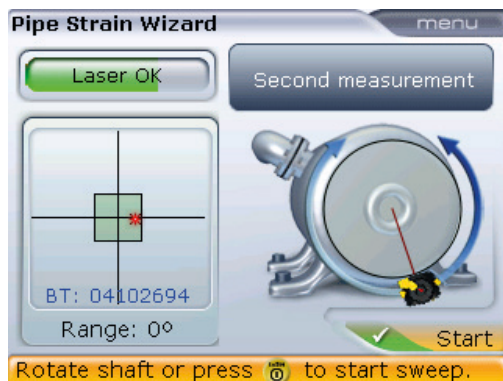 Pipe Strain Wizard
menu
Laser OK
Second measurement
BT: 04102694
Range: 0º
Start
Rotate shaft or press to start sweep.